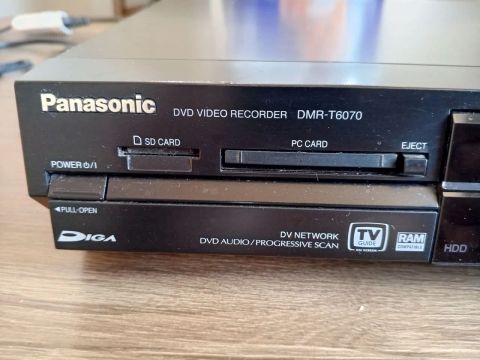 Panasonic DVD VIDEO RECORDER DMR-T6070
SD CARD PC CARD EJECT
POWER ⏻/I
◄PULL-OPEN
DIGA DV NETWORK
DVD AUDIO/PROGRESSIVE SCAN
TV
GUIDE
RAM
COMPATIBLE
HDD